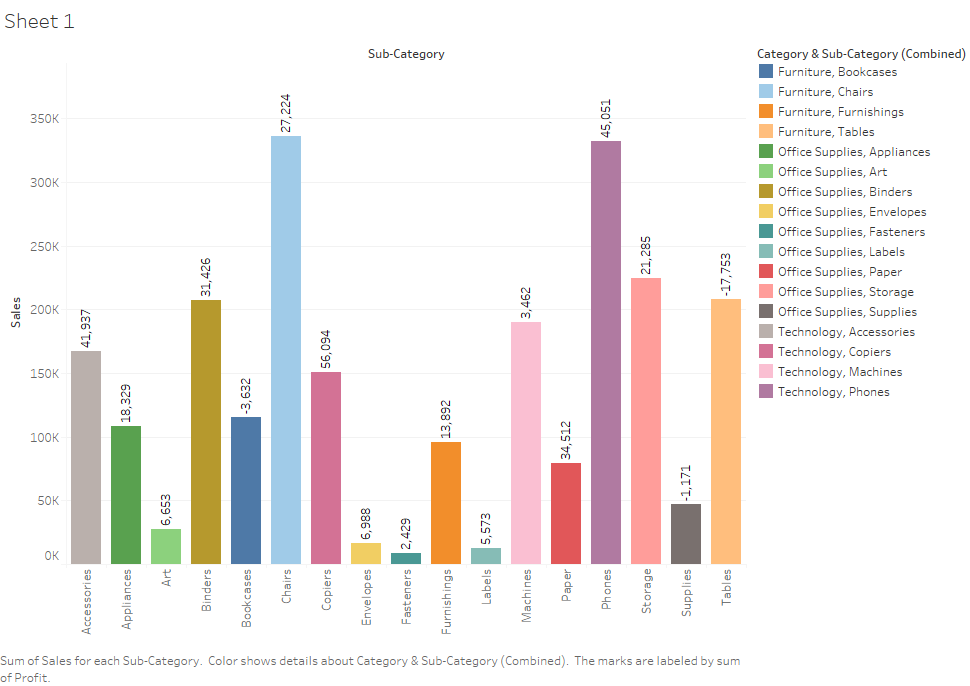 Sheet 1
Sub-Category
Sales
350K
300K
250K
200K
150K
100K
50K
0K
41,937
18,329
6,653
31,426
-3,632
27,224
56,094
6,988
2,429
13,892
5,573
3,462
34,512
45,051
21,285
-1,171
-17,753
Accessories
Appliances
Art
Binders
Bookcases
Chairs
Copiers
Envelopes
Fasteners
Furnishings
Labels
Machines
Paper
Phones
Storage
Supplies
Tables
Category & Sub-Category (Combined)
Furniture, Bookcases
Furniture, Chairs
Furniture, Furnishings
Furniture, Tables
Office Supplies, Appliances
Office Supplies, Art
Office Supplies, Binders
Office Supplies, Envelopes
Office Supplies, Fasteners
Office Supplies, Labels
Office Supplies, Paper
Office Supplies, Storage
Office Supplies, Supplies
Technology, Accessories
Technology, Copiers
Technology, Machines
Technology, Phones
Sum of Sales for each Sub-Category.  Color shows details about Category & Sub-Category (Combined).  The marks are labeled by sum
of Profit.